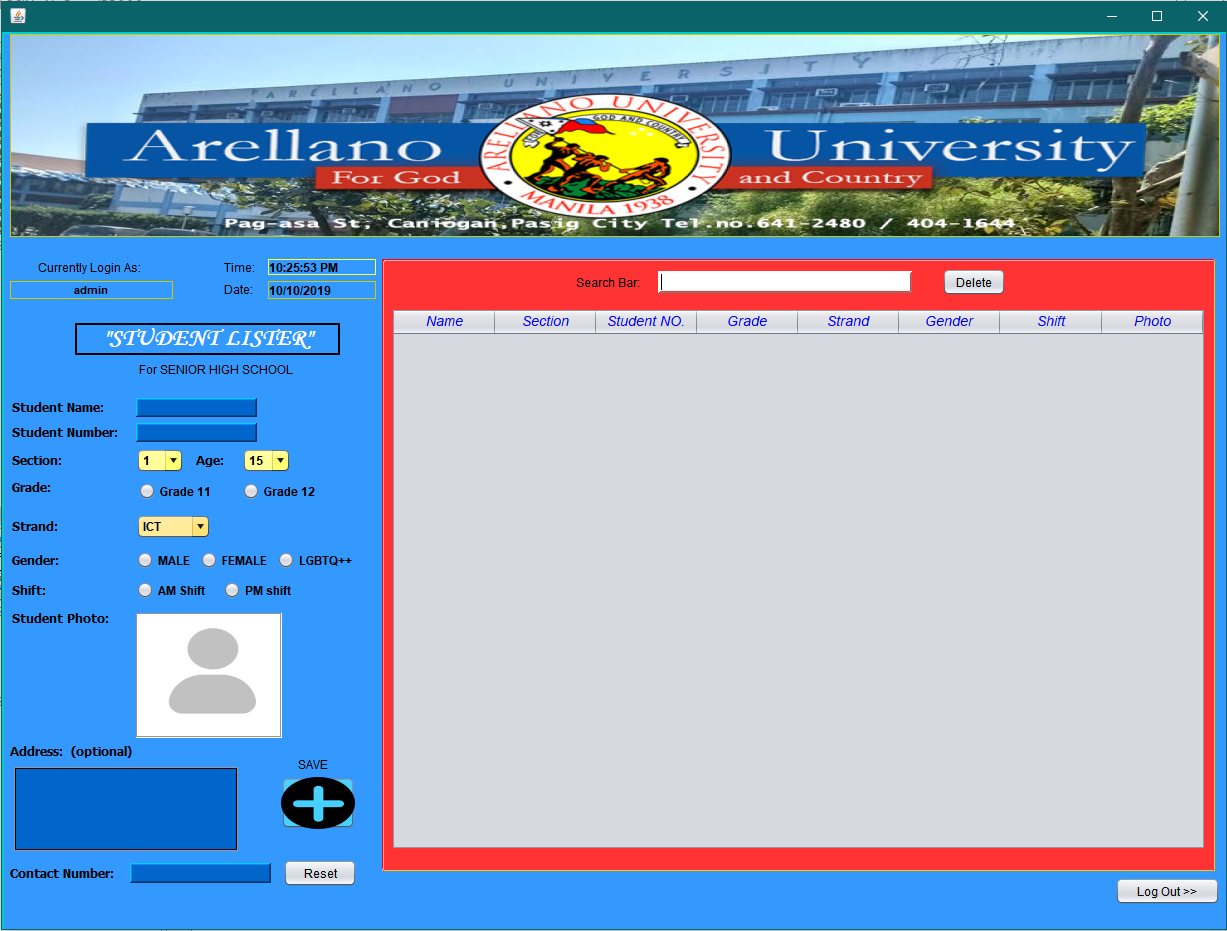 ARELLANO UNIVERSITY
Arellano University
ARELLANO UNIVERSITY
GOD AND COUNTRY
For God and Country
MANILA 1938
Pag-asa St, Caniogan,Pasig City Tel.no.641-2480 / 404-1644
Currently Login As:
admin
Time: 10:25:53 PM
Date: 10/10/2019
"STUDENT LISTER"
For SENIOR HIGH SCHOOL
Student Name:
Student Number:
Section: 1 Age: 15
Grade: Grade 11 Grade 12
Strand: ICT
Gender: MALE FEMALE LGBTQ++
Shift: AM Shift PM shift
Student Photo:
Address: (optional)
SAVE
Contact Number:
Reset
Search Bar:
Delete
Name Section Student NO. Grade Strand Gender Shift Photo
Log Out >>